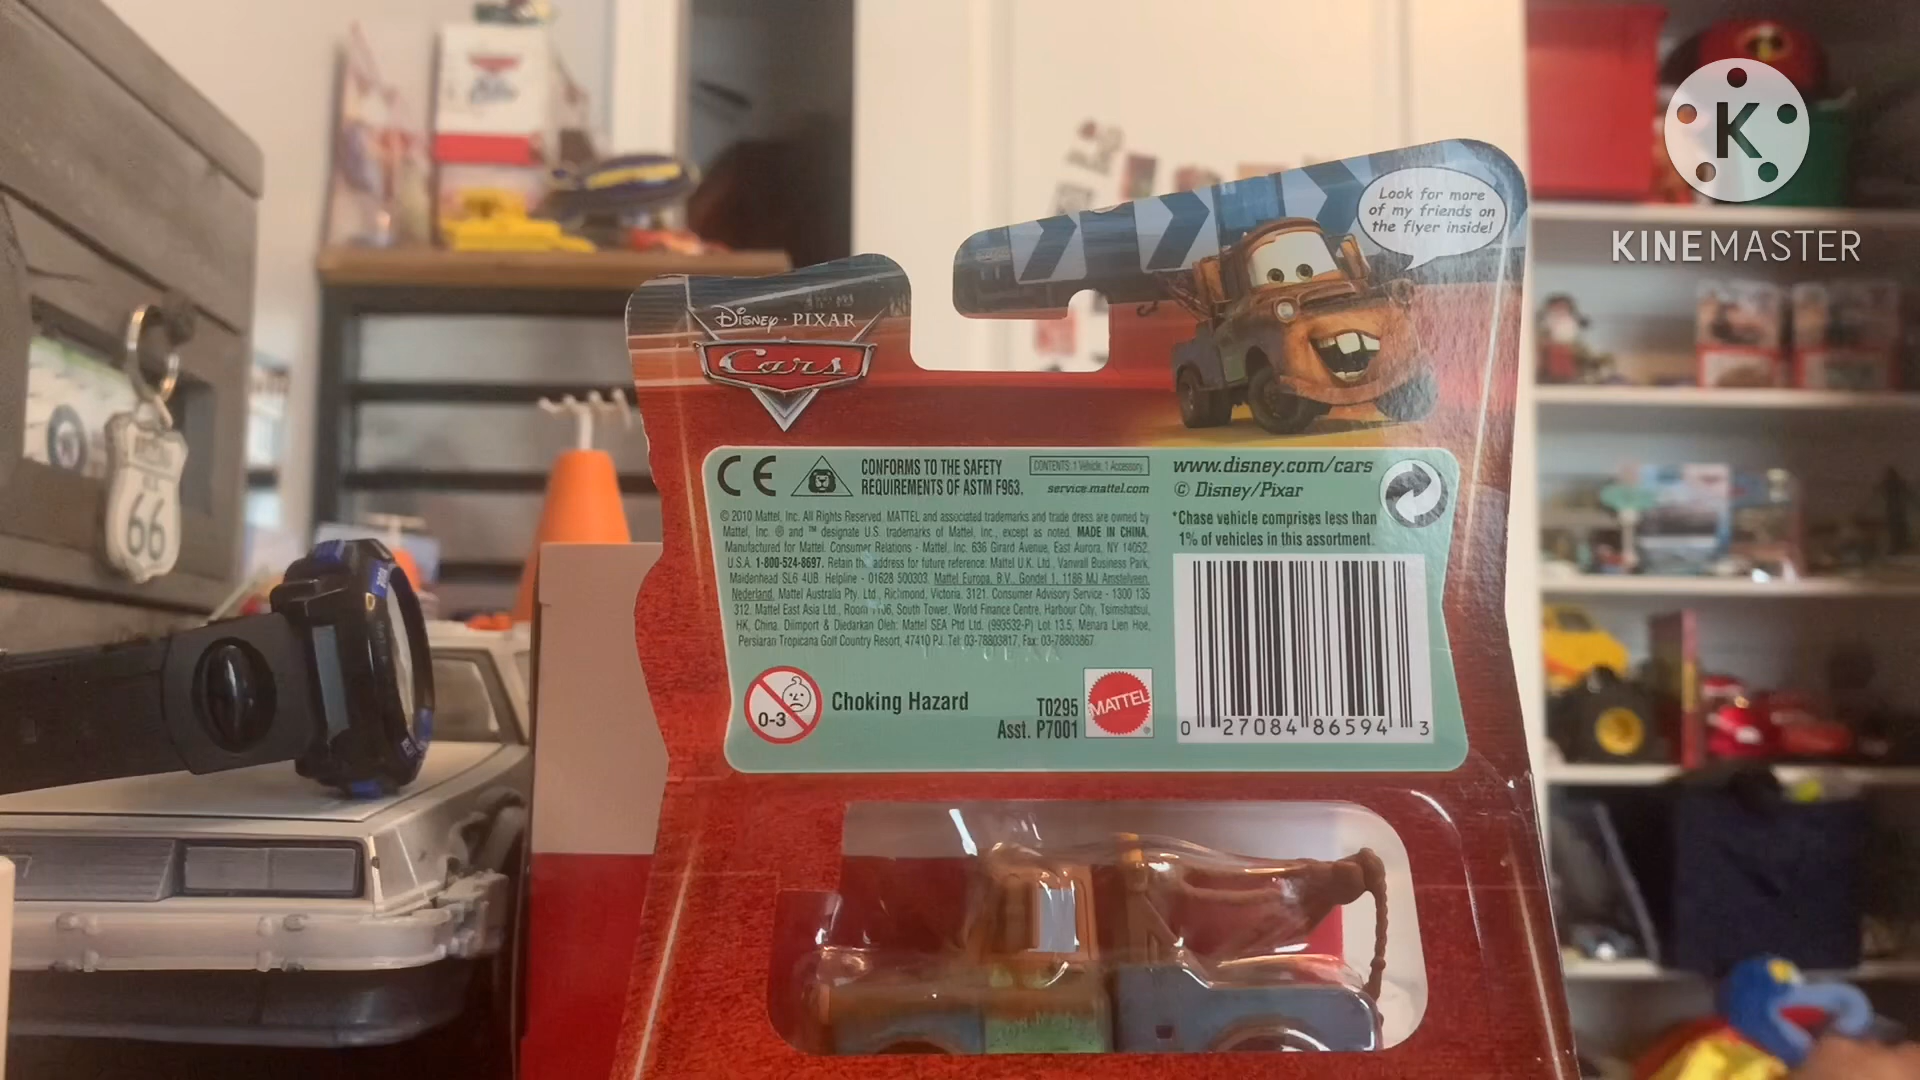 K
KINEMASTER
Look for more
of my friends on
the flyer inside!
DISNEY · PIXAR
Cars
CE
CONFORMS TO THE SAFETY
REQUIREMENTS OF ASTM F963.
CONTENTS: 1 Vehicle, 1 Accessory.
service.mattel.com
© 2010 Mattel, Inc. All Rights Reserved. MATTEL and associated trademarks and trade dress are owned by
Mattel, Inc. ® and ™ designate U.S. trademarks of Mattel, Inc., except as noted. MADE IN CHINA.
Manufactured for Mattel. Consumer Relations - Mattel, Inc. 636 Girard Avenue, East Aurora, NY 14052,
U.S.A. 1-800-524-8697. Retain this address for future reference: Mattel U.K. Ltd., Vanwall Business Park,
Maidenhead SL6 4UB. Helpline - 01628 500303. Mattel Europa, B.V., Gondel 1, 1186 MJ Amstelveen,
Nederland. Mattel Australia Pty. Ltd., Richmond, Victoria. 3121. Consumer Advisory Service - 1300 135
312. Mattel East Asia Ltd., Room 1106, South Tower, World Finance Centre, Harbour City, Tsimshatsui,
HK, China. Diimport & Diedarkan Oleh: Mattel SEA Ptd Ltd. (993532-P) Lot 13.5, Menara Lien Hoe,
Persiaran Tropicana Golf Country Resort, 47410 PJ. Tel: 03-78803817, Fax: 03-78803867.
www.disney.com/cars
© Disney/Pixar
*Chase vehicle comprises less than
1% of vehicles in this assortment.
0-3
Choking Hazard
T0295
Asst. P7001
MATTEL
0 27084 86594 3
66